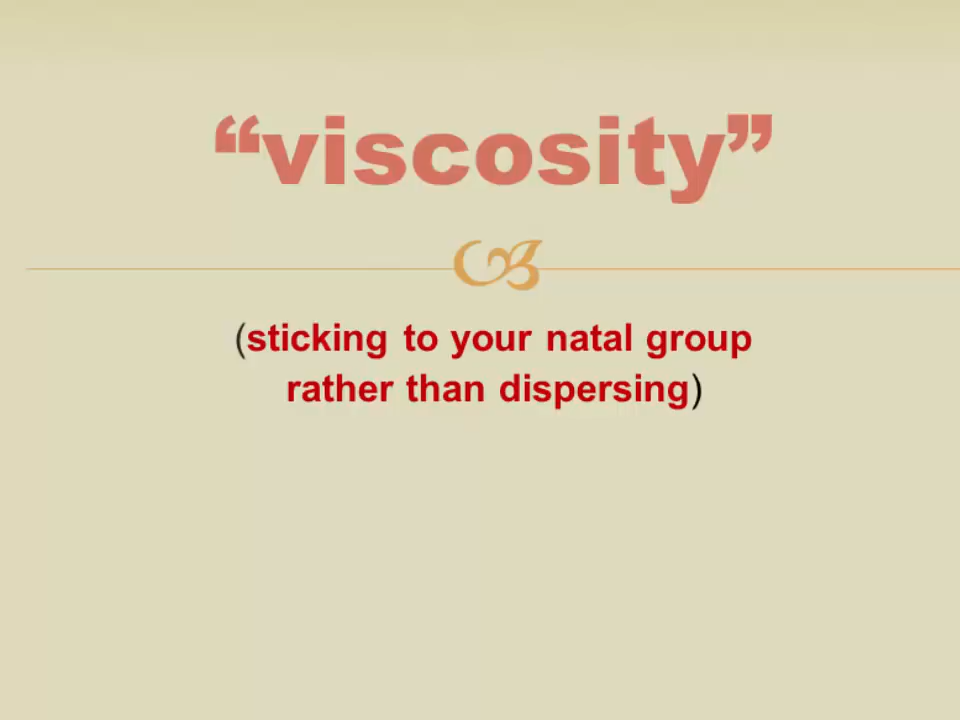 “viscosity”
(sticking to your natal group
rather than dispersing)